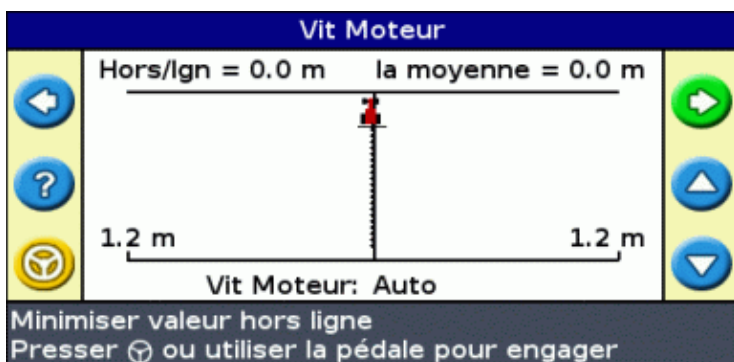 Vit Moteur
Hors/lgn = 0.0 m la moyenne = 0.0 m
?
1.2 m 1.2 m
Vit Moteur: Auto
Minimiser valeur hors ligne
Presser ou utiliser la pédale pour engager